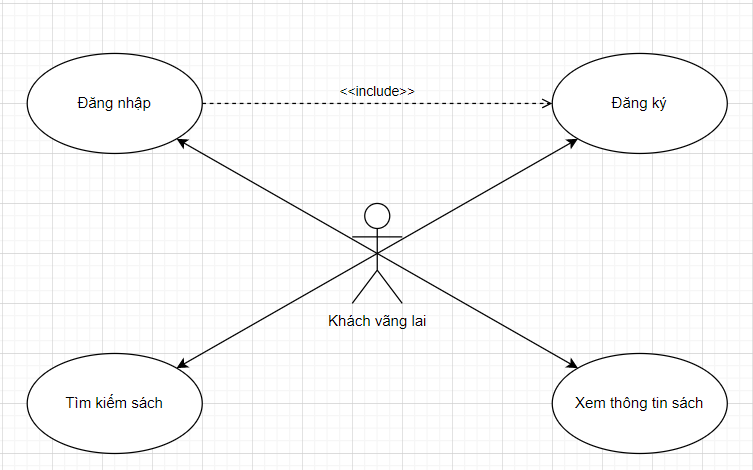 <<include>>
Đăng nhập
Đăng ký
Khách vãng lai
Tìm kiếm sách
Xem thông tin sách